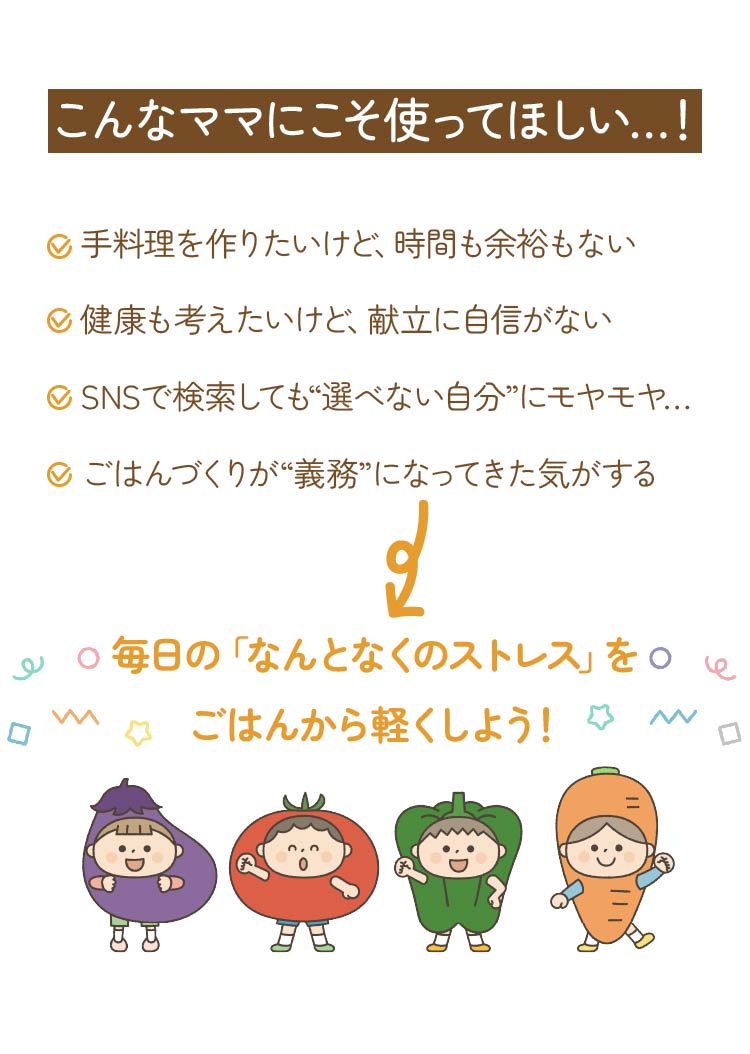 こんなママにこそ使ってほしい…！
手料理を作りたいけど、時間も余裕もない
健康も考えたいけど、献立に自信がない
SNSで検索しても“選べない自分”にモヤモヤ…
ごはんづくりが“義務”になってきた気がする
毎日の「なんとなくのストレス」を
ごはんから軽くしよう！